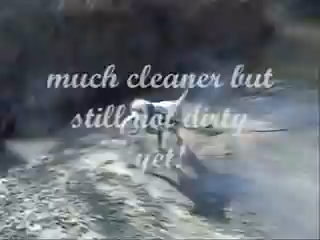 much cleaner but
still not dirty
yet.